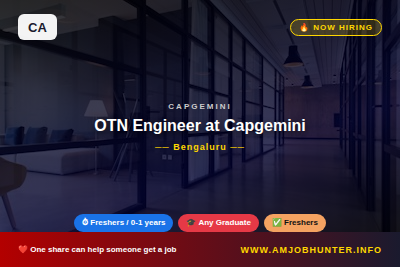 CA
🔥 NOW HIRING
CAPGEMINI
OTN Engineer at Capgemini
── Bengaluru ──
⏱ Freshers / 0-1 years
🎓 Any Graduate
✅ Freshers
❤️ One share can help someone get a job
WWW.AMJOBHUNTER.INFO